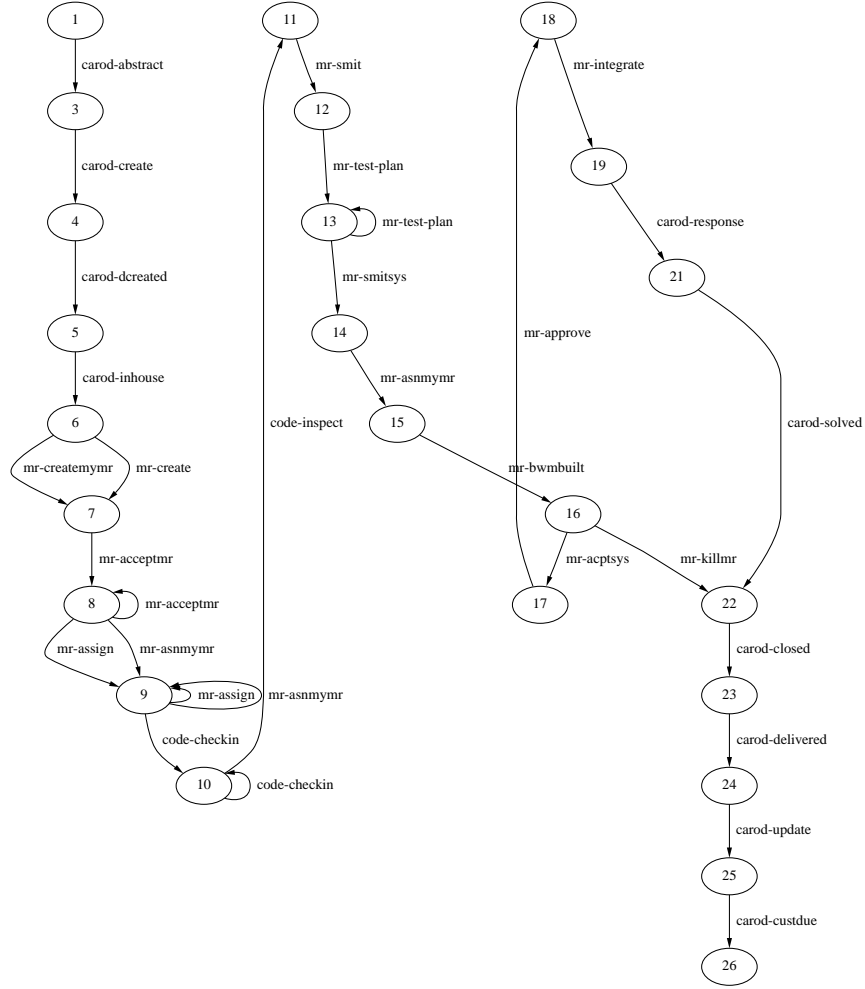 1
carod-abstract
3
carod-create
4
carod-dcreated
5
carod-inhouse
6
mr-createmymr
mr-create
7
mr-acceptmr
8
mr-acceptmr
mr-assign
mr-asnmymr
9
mr-assign
mr-asnmymr
code-checkin
10
code-checkin
code-inspect
11
mr-smit
12
mr-test-plan
13
mr-test-plan
mr-smitsys
14
mr-asnmymr
15
mr-bwmbuilt
16
mr-acptsys
mr-killmr
17
mr-approve
18
mr-integrate
19
carod-response
21
carod-solved
22
carod-closed
23
carod-delivered
24
carod-update
25
carod-custdue
26